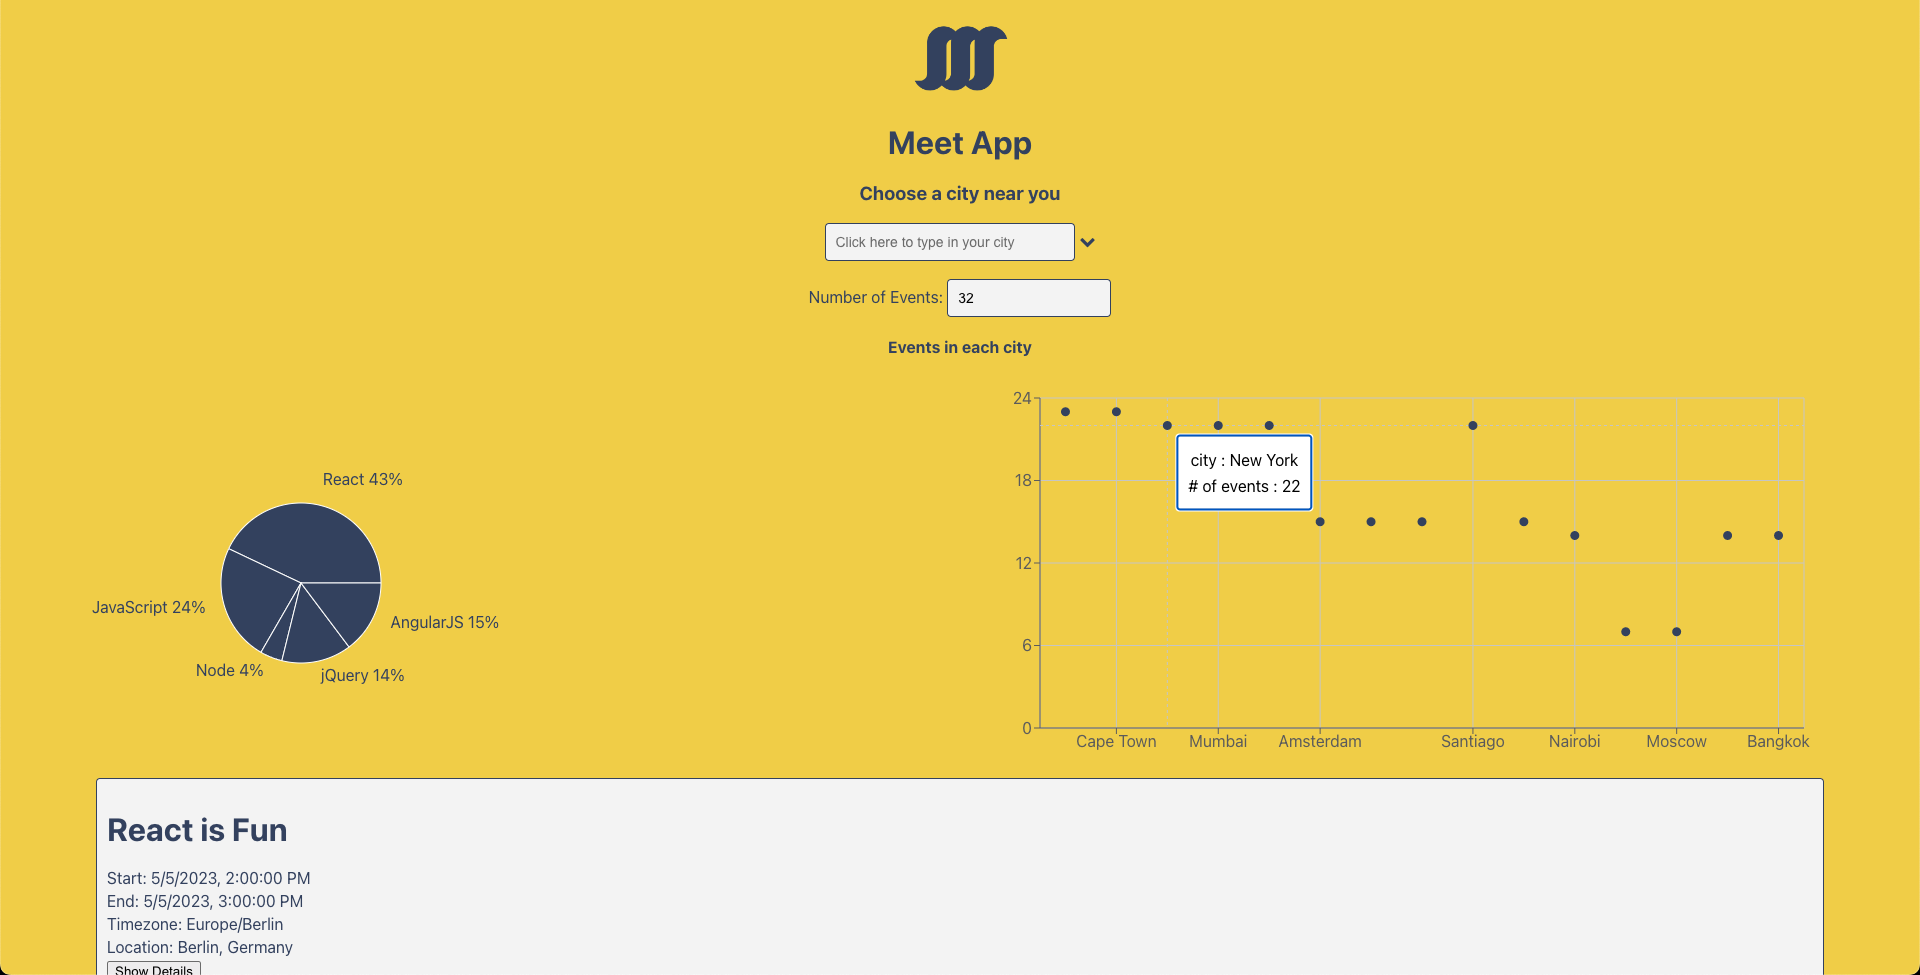 Meet App
Choose a city near you
Click here to type in your city
Number of Events: 32
Events in each city
React 43%
JavaScript 24%
AngularJS 15%
Node 4%
jQuery 14%
24
18
12
6
0
city : New York
# of events : 22
Cape Town Mumbai Amsterdam Santiago Nairobi Moscow Bangkok
React is Fun
Start: 5/5/2023, 2:00:00 PM
End: 5/5/2023, 3:00:00 PM
Timezone: Europe/Berlin
Location: Berlin, Germany
Show Details